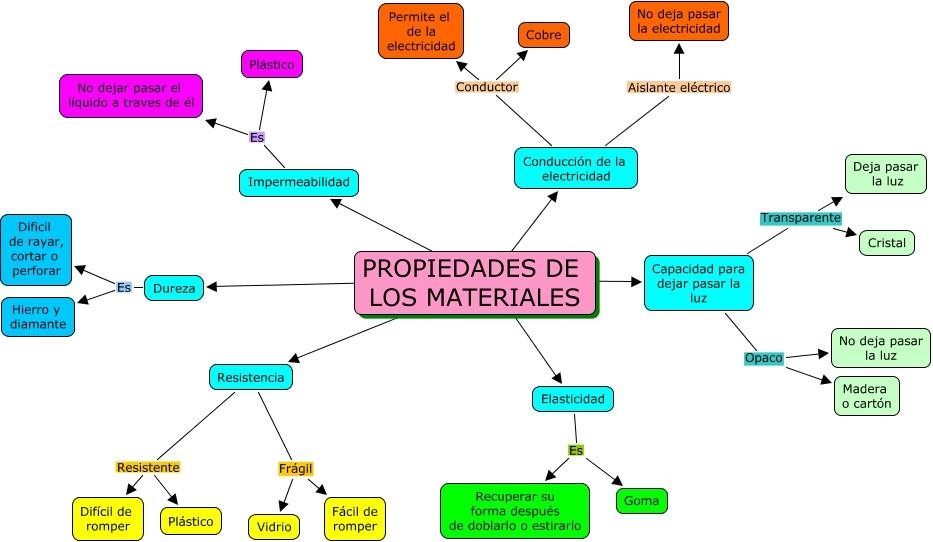 PROPIEDADES DE
LOS MATERIALES
Impermeabilidad
Es
No dejar pasar el
líquido a traves de él
Plástico
Conducción de la
electricidad
Conductor
Permite el
de la
electricidad
Cobre
Aislante eléctrico
No deja pasar
la electricidad
Capacidad para
dejar pasar la
luz
Transparente
Deja pasar
la luz
Cristal
Opaco
No deja pasar
la luz
Madera
o cartón
Elasticidad
Es
Recuperar su
forma después
de doblarlo o estirarlo
Goma
Resistencia
Resistente
Difícil de
romper
Plástico
Frágil
Vidrio
Fácil de
romper
Dureza
Es
Dificil
de rayar,
cortar o
perforar
Hierro y
diamante